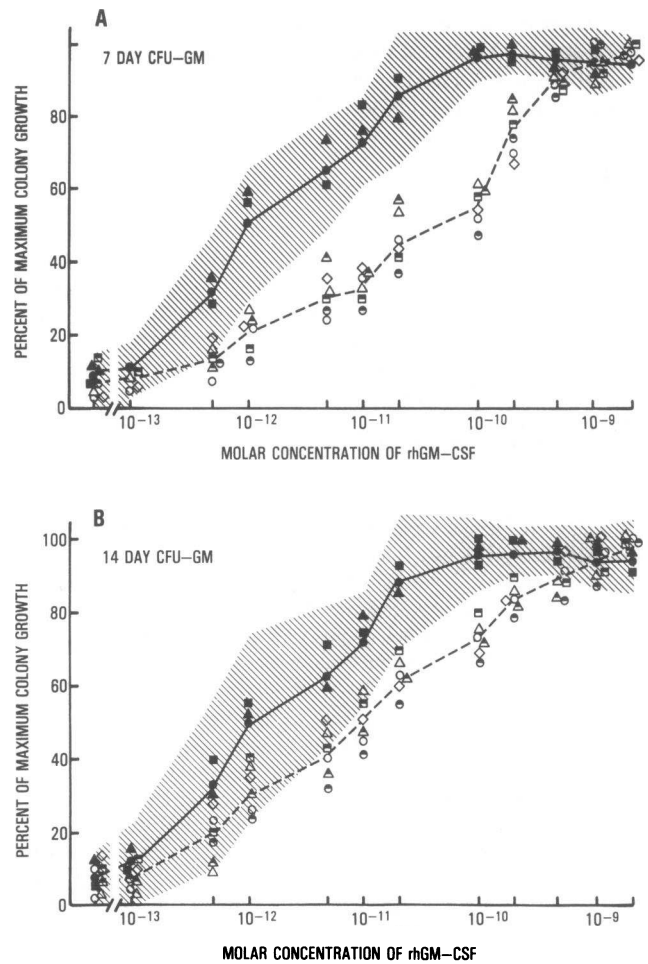 A
7 DAY CFU-GM
PERCENT OF MAXIMUM COLONY GROWTH
80
60
40
20
0
10⁻¹³ 10⁻¹² 10⁻¹¹ 10⁻¹⁰ 10⁻⁹
MOLAR CONCENTRATION OF rhGM-CSF
B
14 DAY CFU-GM
PERCENT OF MAXIMUM COLONY GROWTH
100
80
60
40
20
0
10⁻¹³ 10⁻¹² 10⁻¹¹ 10⁻¹⁰ 10⁻⁹
MOLAR CONCENTRATION OF rhGM-CSF